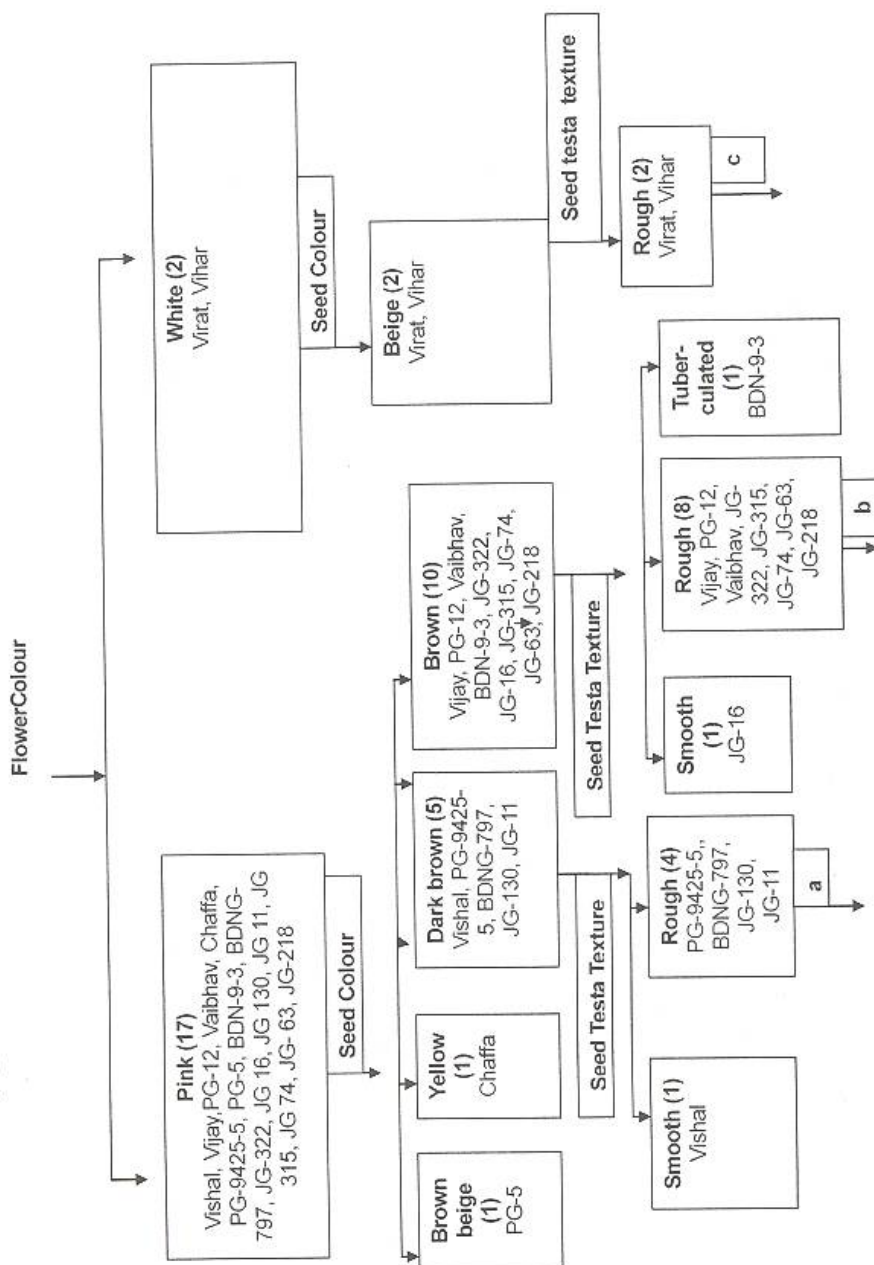 FlowerColour
Pink (17)
Vishal, Vijay,PG-12, Vaibhav, Chaffa,
PG-9425-5, PG-5, BDN-9-3, BDNG-
797, JG-322, JG 16, JG 130, JG 11, JG
315, JG 74, JG- 63, JG-218
White (2)
Virat, Vihar
Seed Colour
Seed Colour
Brown
beige
(1)
PG-5
Yellow
(1)
Chaffa
Dark brown (5)
Vishal, PG-9425-
5, BDNG-797,
JG-130, JG-11
Brown (10)
Vijay, PG-12, Vaibhav,
BDN-9-3, JG-322,
JG-16, JG-315, JG-74,
JG-63, JG-218
Beige (2)
Virat, Vihar
Seed Testa Texture
Seed Testa Texture
Seed testa texture
Smooth (1)
Vishal
Rough (4)
PG-9425-5,,
BDNG-797,
JG-130,
JG-11
Smooth
(1)
JG-16
Rough (8)
Vijay, PG-12,
Vaibhav, JG-
322, JG-315,
JG-74, JG-63,
JG-218
Tuber-
culated
(1)
BDN-9-3
Rough (2)
Virat, Vihar
a
b
c